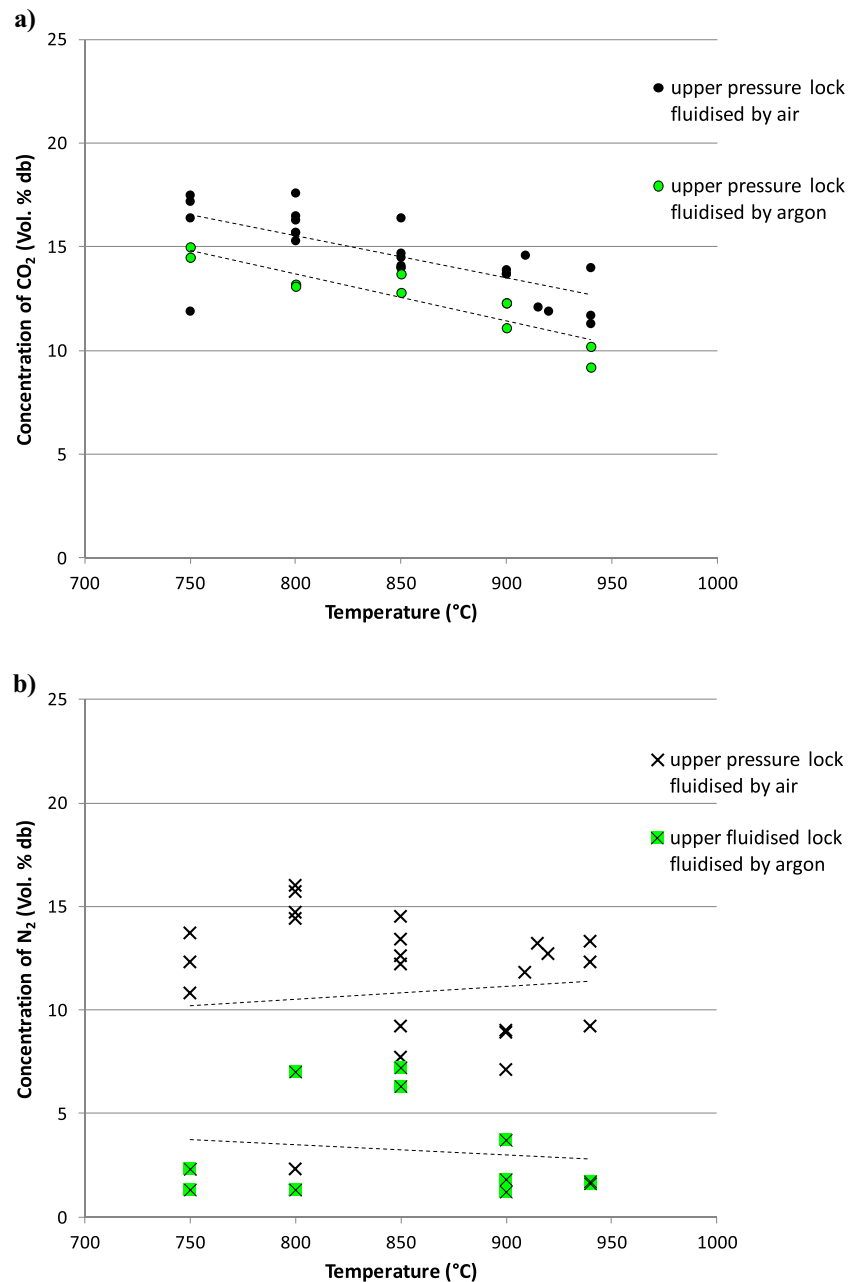 a)
25
20
15
10
5
0
Concentration of CO₂ (Vol. % db)
upper pressure lock
fluidised by air
upper pressure lock
fluidised by argon
700 750 800 850 900 950 1000
Temperature (°C)
b)
25
20
15
10
5
0
Concentration of N₂ (Vol. % db)
upper pressure lock
fluidised by air
upper fluidised lock
fluidised by argon
700 750 800 850 900 950 1000
Temperature (°C)